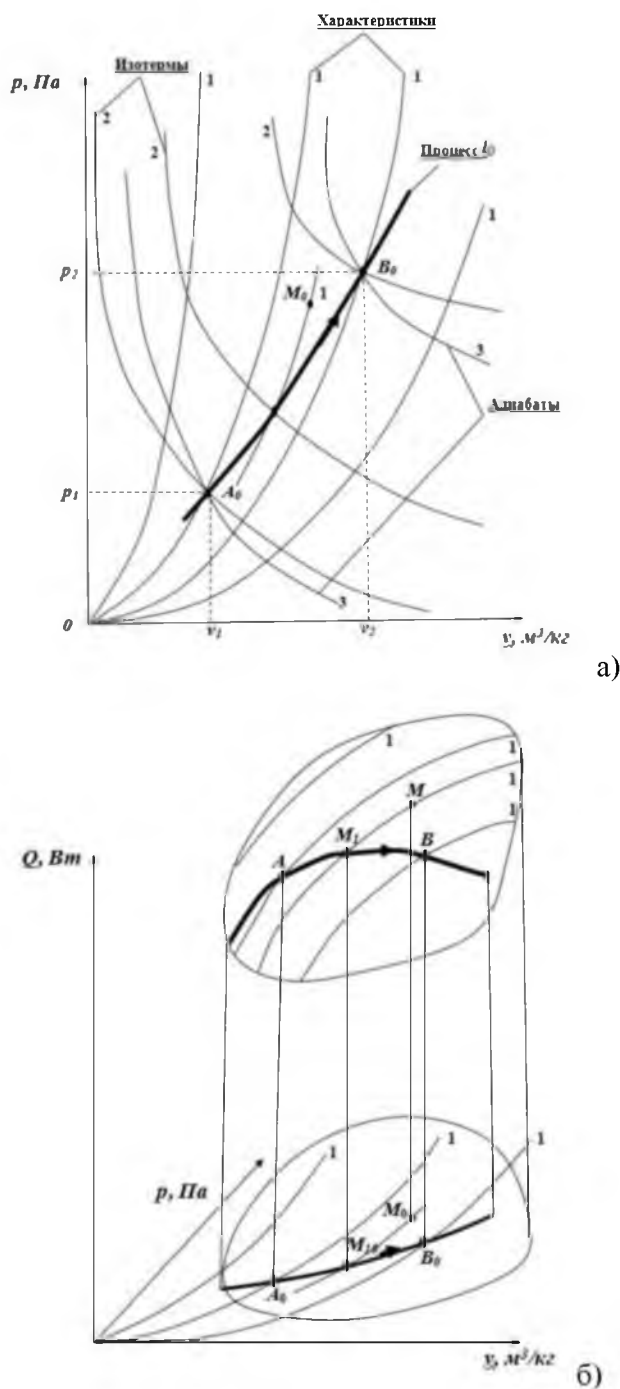 Характеристики
Изотермы
p, Па
1
1
1
2
2
2
Процесс l₀
1
p₂
M₀
1
B₀
3
Адиабаты
p₁
A₀
3
0
v₁
v₂
v, м³/кг
а)
1
1
1
M
1
Q, Вт
M₁
A
B
1
1
1
p, Па
M₀
M₁₀
B₀
A₀
v, м³/кг
б)